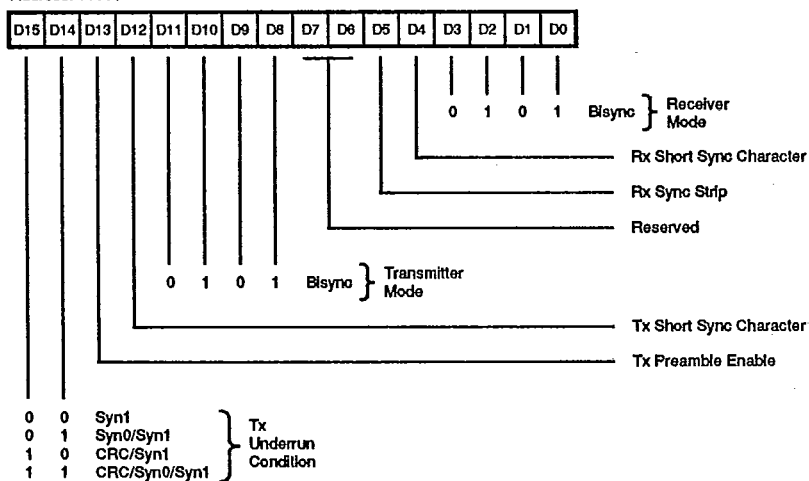 D15 D14 D13 D12 D11 D10 D9 D8 D7 D6 D5 D4 D3 D2 D1 D0
0 1 0 1 Bisync } Receiver Mode
Rx Short Sync Character
Rx Sync Strip
Reserved
0 1 0 1 Bisync } Transmitter Mode
Tx Short Sync Character
Tx Preamble Enable
0 0 Syn1
0 1 Syn0/Syn1
1 0 CRC/Syn1
1 1 CRC/Syn0/Syn1
Tx
Underrun
Condition